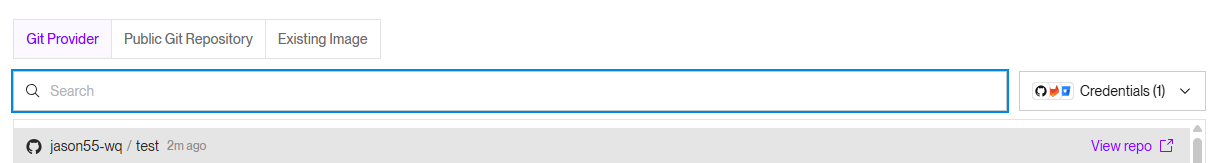 Git Provider Public Git Repository Existing Image
Search Credentials (1)
jason55-wq / test 2m ago View repo